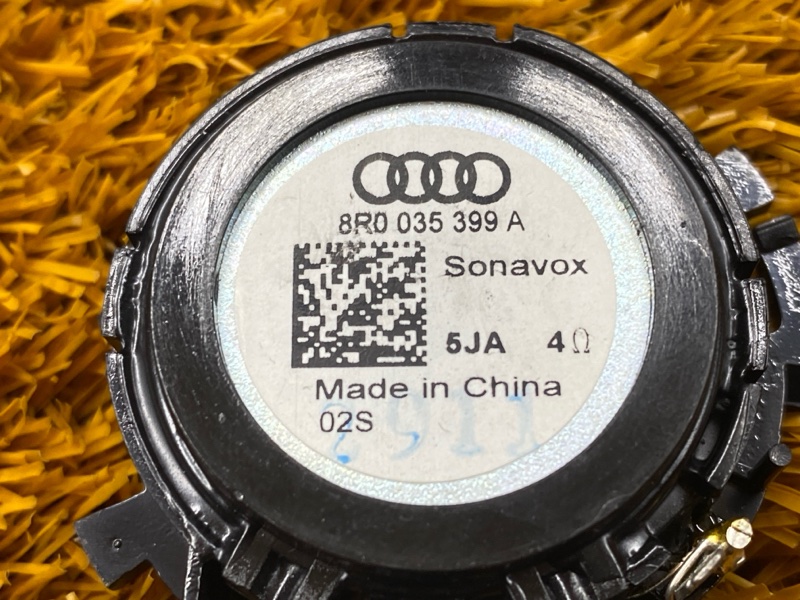 8R0 035 399 A
Sonavox
5JA 4Ω
Made in China
02S